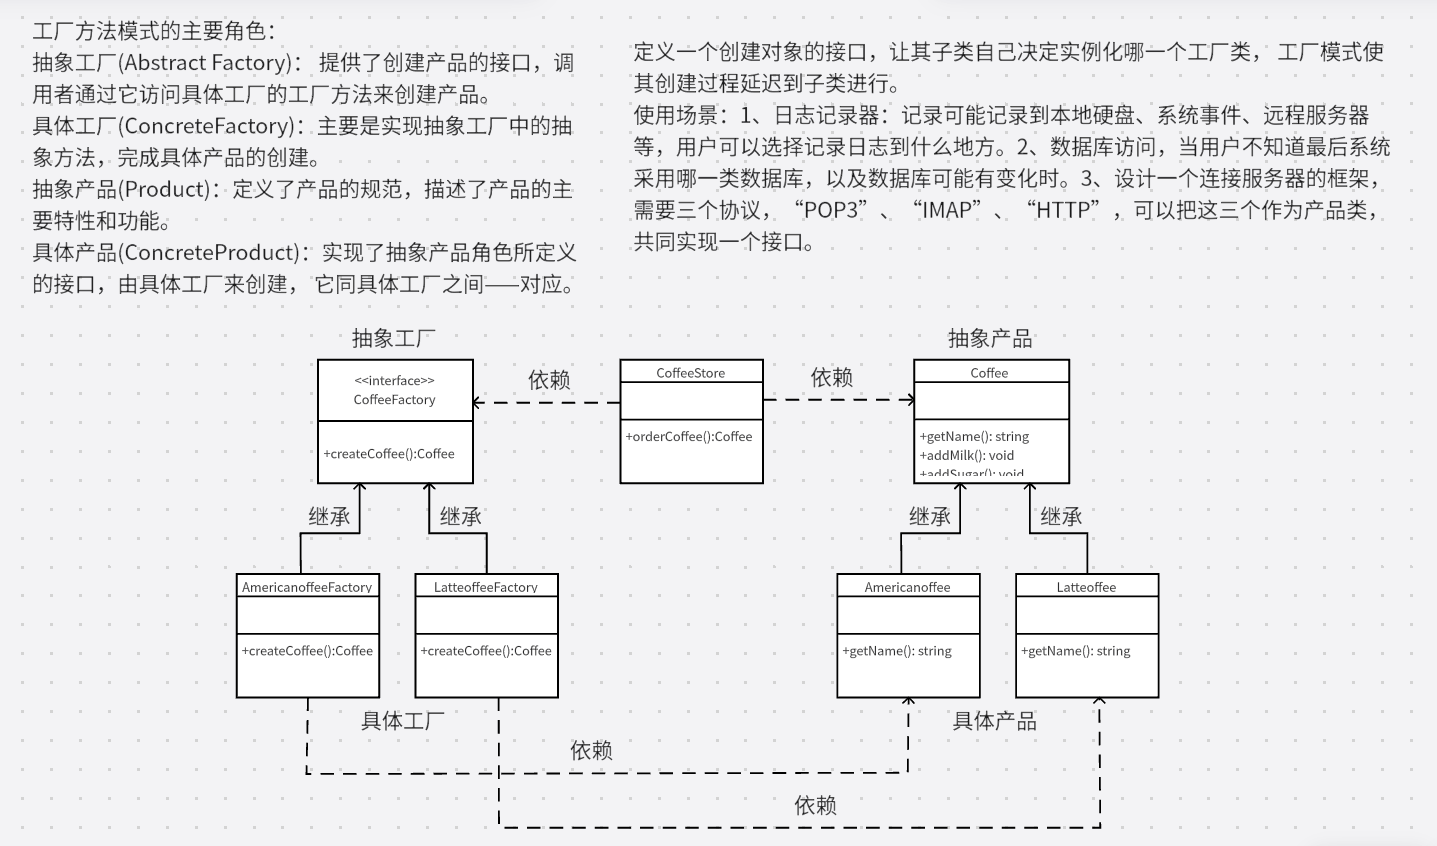 工厂方法模式的主要角色：
抽象工厂(Abstract Factory)： 提供了创建产品的接口，调
用者通过它访问具体工厂的工厂方法来创建产品。
具体工厂(ConcreteFactory)：主要是实现抽象工厂中的抽
象方法，完成具体产品的创建。
抽象产品(Product)：定义了产品的规范，描述了产品的主
要特性和功能。
具体产品(ConcreteProduct)：实现了抽象产品角色所定义
的接口，由具体工厂来创建， 它同具体工厂之间——对应。
定义一个创建对象的接口，让其子类自己决定实例化哪一个工厂类， 工厂模式使
其创建过程延迟到子类进行。
使用场景：1、日志记录器：记录可能记录到本地硬盘、系统事件、远程服务器
等，用户可以选择记录日志到什么地方。2、数据库访问，当用户不知道最后系统
采用哪一类数据库，以及数据库可能有变化时。3、设计一个连接服务器的框架，
需要三个协议，“POP3”、“IMAP”、“HTTP”，可以把这三个作为产品类，
共同实现一个接口。
抽象工厂
<<interface>>
CoffeeFactory
+createCoffee():Coffee
依赖
CoffeeStore
+orderCoffee():Coffee
依赖
抽象产品
Coffee
+getName(): string
+addMilk(): void
+addSugar(): void
继承
继承
继承
继承
AmericanoffeeFactory
+createCoffee():Coffee
LatteoffeeFactory
+createCoffee():Coffee
Americanoffee
+getName(): string
Latteoffee
+getName(): string
具体工厂
具体产品
依赖
依赖